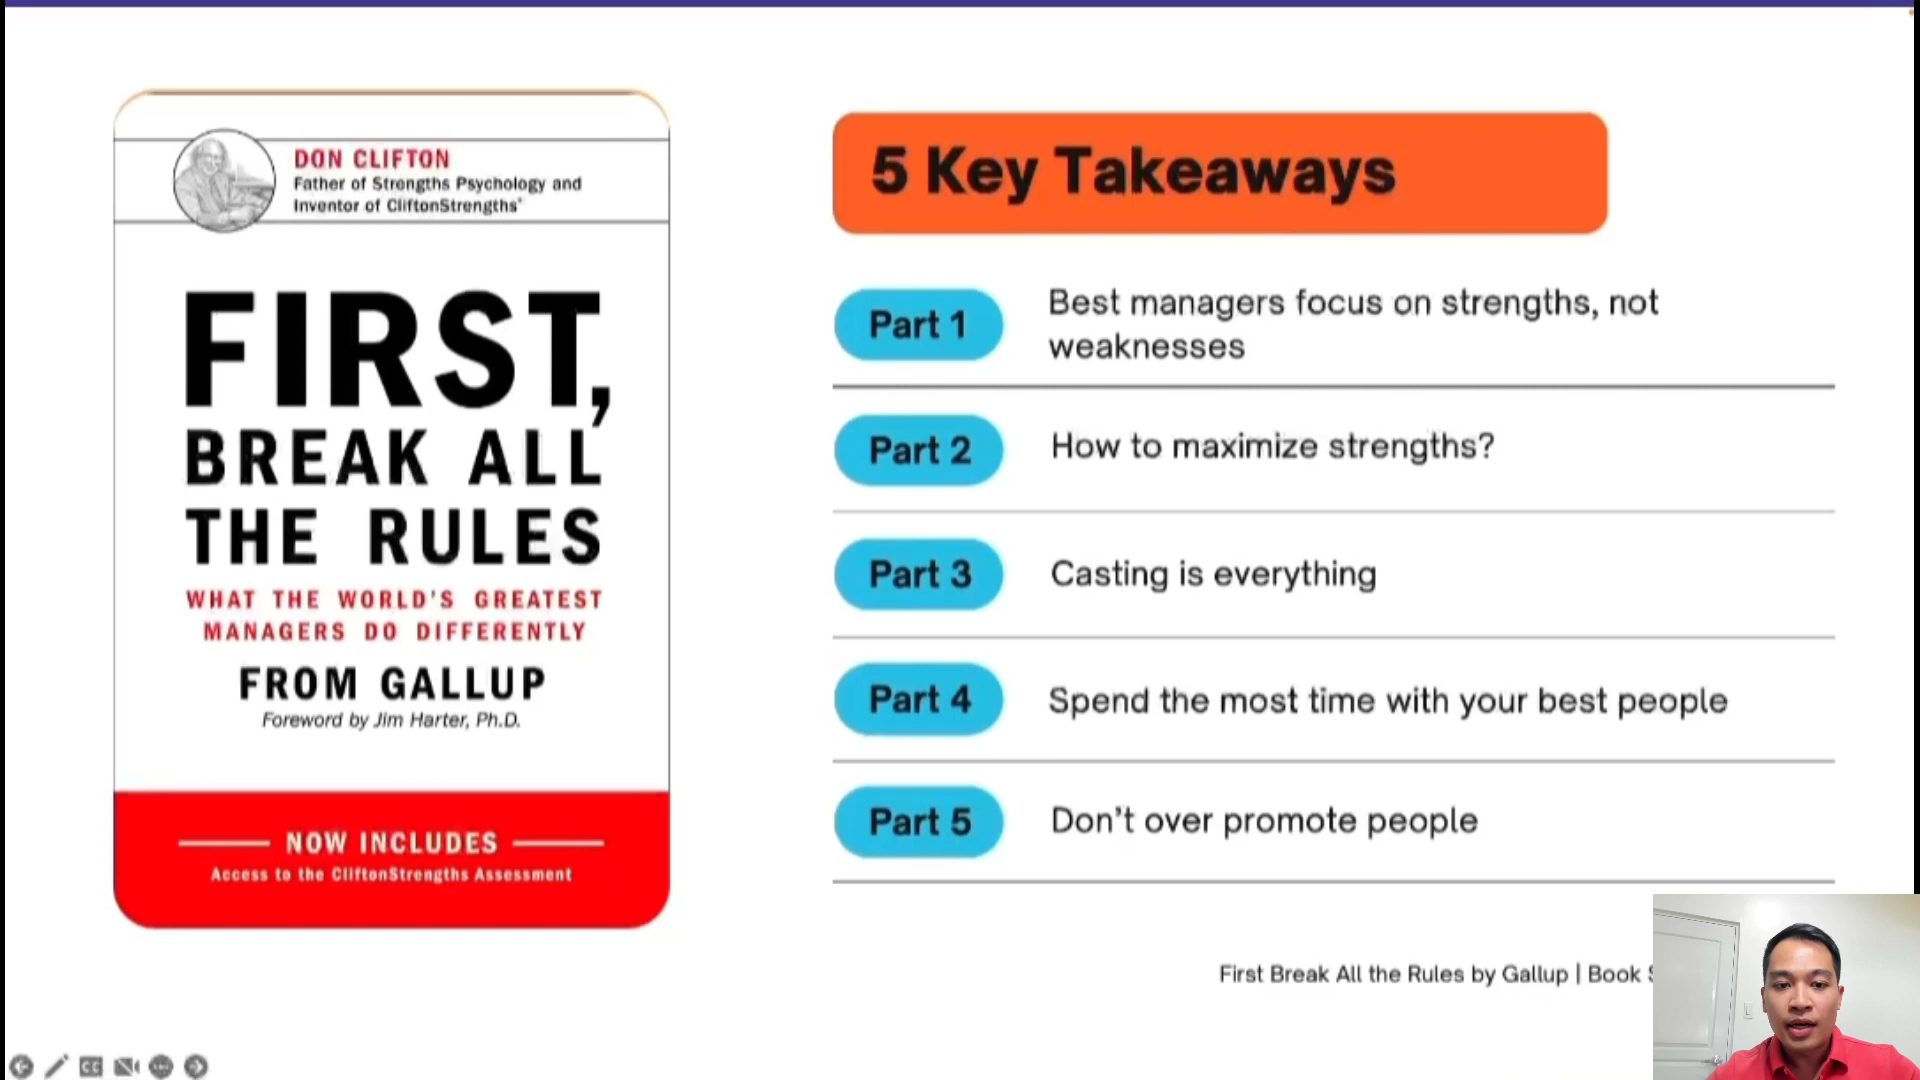 DON CLIFTON
Father of Strengths Psychology and
Inventor of CliftonStrengths®
FIRST,
BREAK ALL
THE RULES
WHAT THE WORLD'S GREATEST
MANAGERS DO DIFFERENTLY
FROM GALLUP
Foreword by Jim Harter, Ph.D.
NOW INCLUDES
Access to the CliftonStrengths Assessment
5 Key Takeaways
Part 1
Best managers focus on strengths, not
weaknesses
Part 2
How to maximize strengths?
Part 3
Casting is everything
Part 4
Spend the most time with your best people
Part 5
Don't over promote people
First Break All the Rules by Gallup | Book
CC